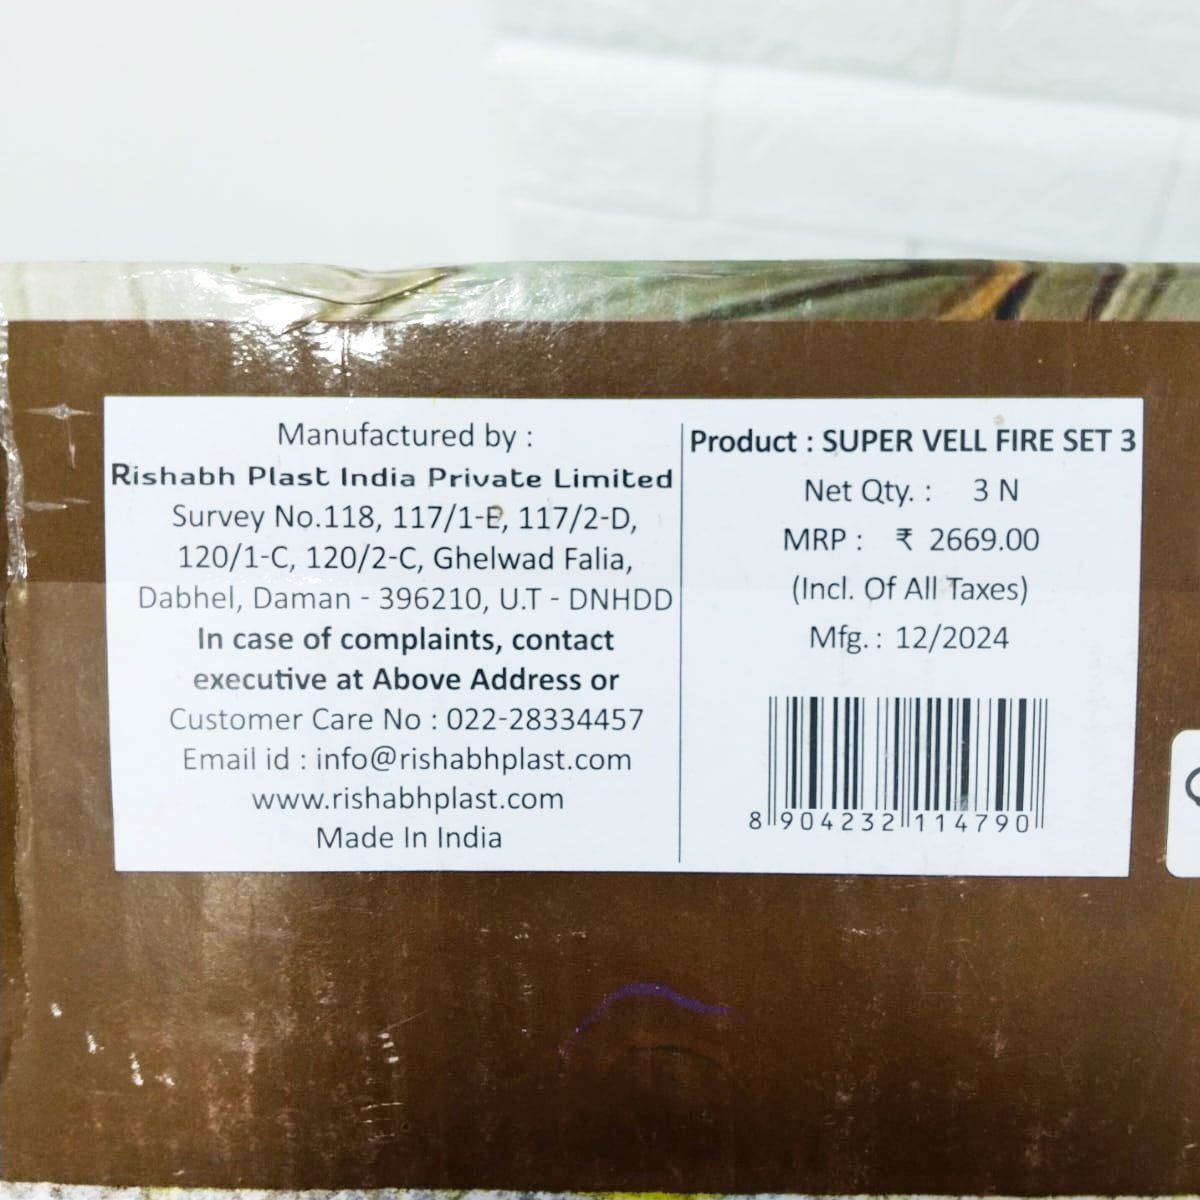 Manufactured by :
Rishabh Plast India Private Limited
Survey No.118, 117/1-E, 117/2-D,
120/1-C, 120/2-C, Ghelwad Falia,
Dabhel, Daman - 396210, U.T - DNHDD
In case of complaints, contact
executive at Above Address or
Customer Care No : 022-28334457
Email id : info@rishabhplast.com
www.rishabhplast.com
Made In India
Product : SUPER VELL FIRE SET 3
Net Qty. : 3 N
MRP : ₹ 2669.00
(Incl. Of All Taxes)
Mfg. : 12/2024
8 904232 114790